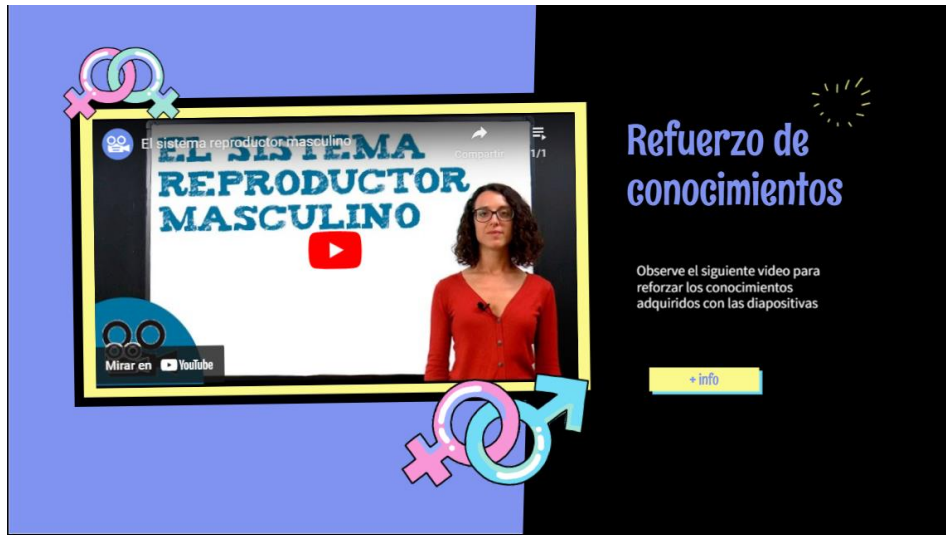 El sistema reproductor masculino
Compartir
1/1
EL SISTEMA
REPRODUCTOR
MASCULINO
Mirar en YouTube
Refuerzo de
conocimientos
Observe el siguiente video para
reforzar los conocimientos
adquiridos con las diapositivas
+ info